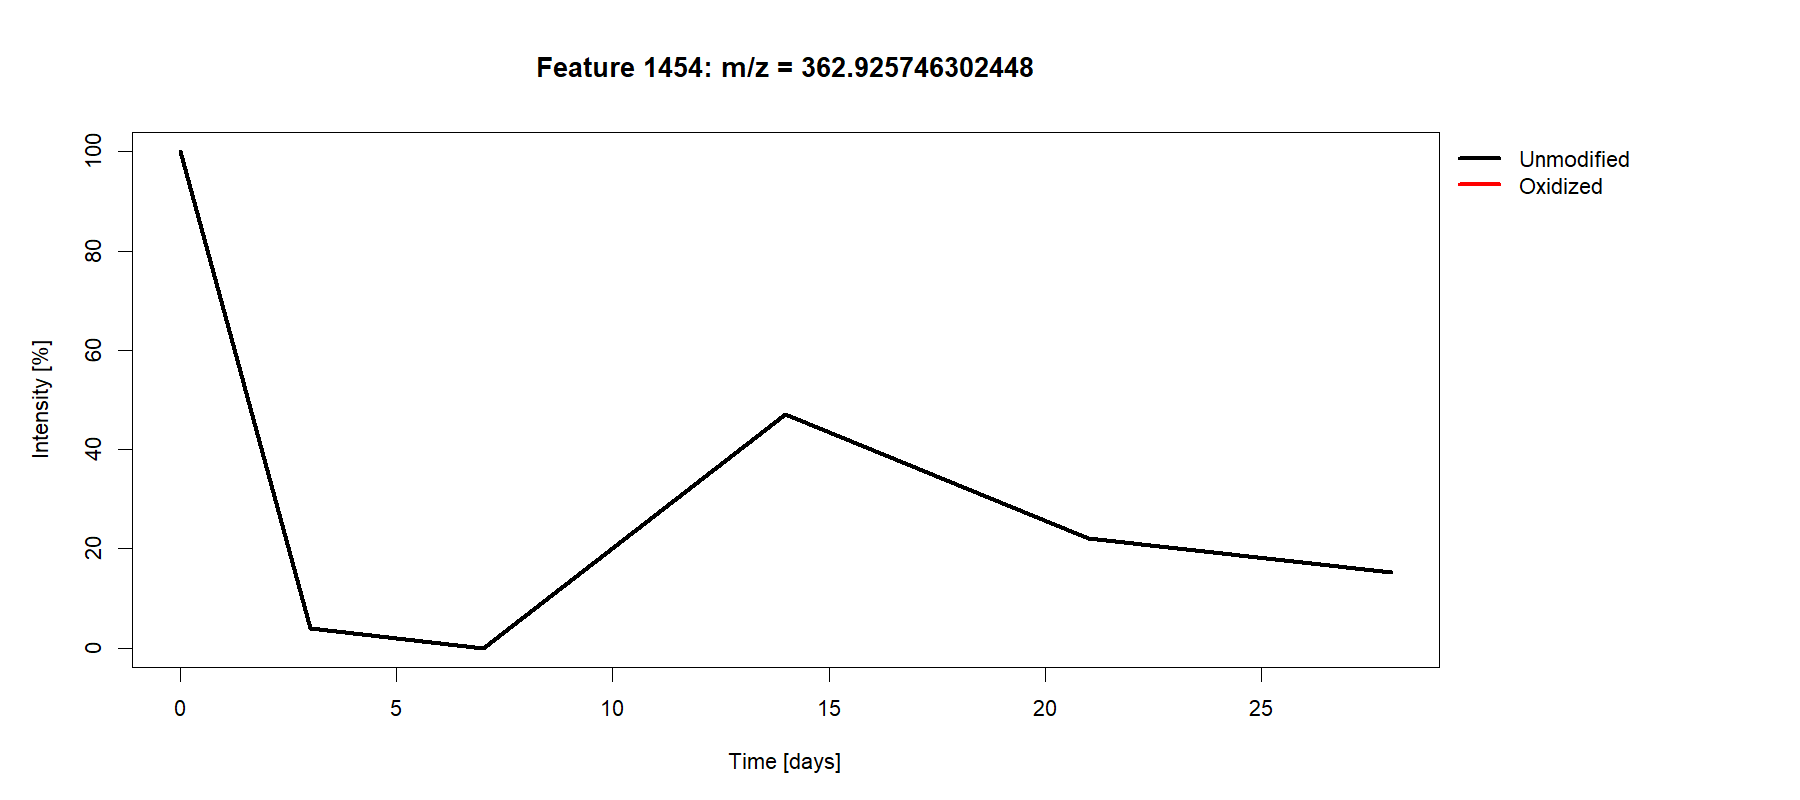 Feature 1454: m/z = 362.925746302448
Unmodified
Oxidized
Intensity [%]
100
80
60
40
20
0
0 5 10 15 20 25
Time [days]